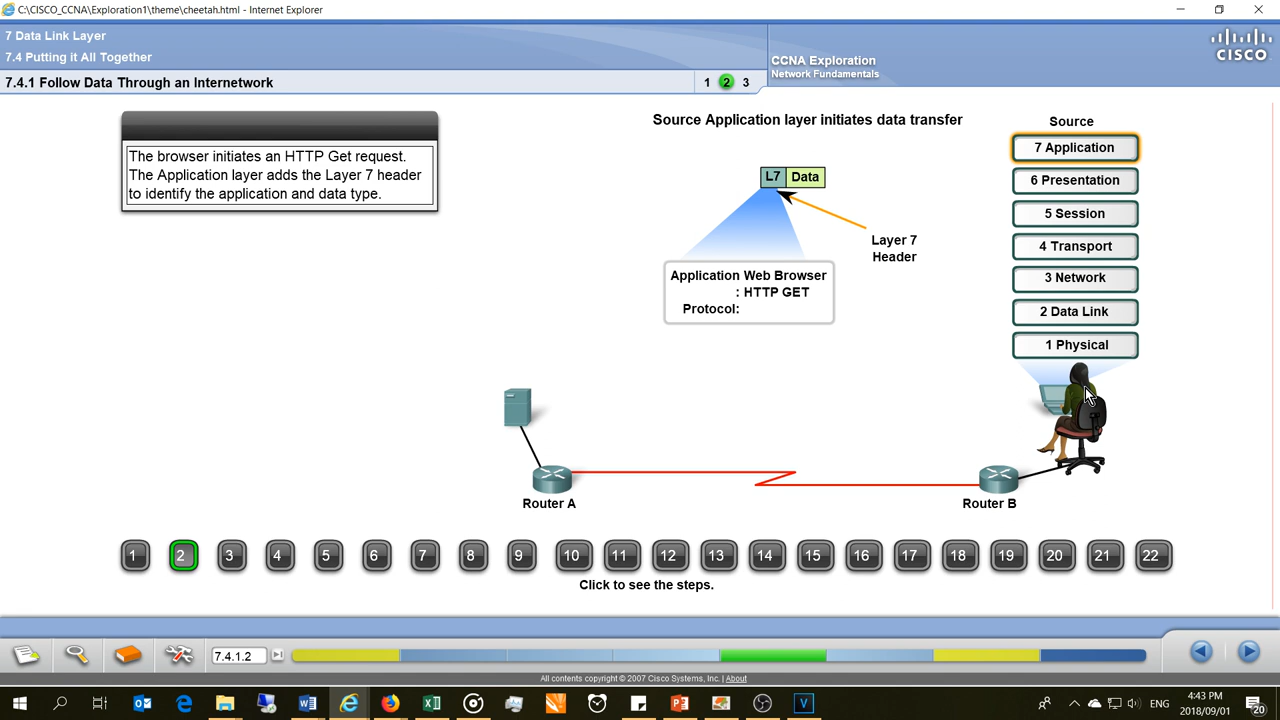 C:\CISCO_CCNA\Exploration1\theme\cheetah.html - Internet Explorer
7 Data Link Layer
7.4 Putting it All Together
7.4.1 Follow Data Through an Internetwork
1 2 3
CCNA Exploration
Network Fundamentals
CISCO
The browser initiates an HTTP Get request.
The Application layer adds the Layer 7 header
to identify the application and data type.
Source Application layer initiates data transfer
L7 Data
Layer 7
Header
Application Web Browser
: HTTP GET
Protocol:
Source
7 Application
6 Presentation
5 Session
4 Transport
3 Network
2 Data Link
1 Physical
Router A
Router B
1 2 3 4 5 6 7 8 9 10 11 12 13 14 15 16 17 18 19 20 21 22
Click to see the steps.
7.4.1.2
All contents copyright © 2007 Cisco Systems, Inc. | About
ENG
4:43 PM
2018/09/01
20